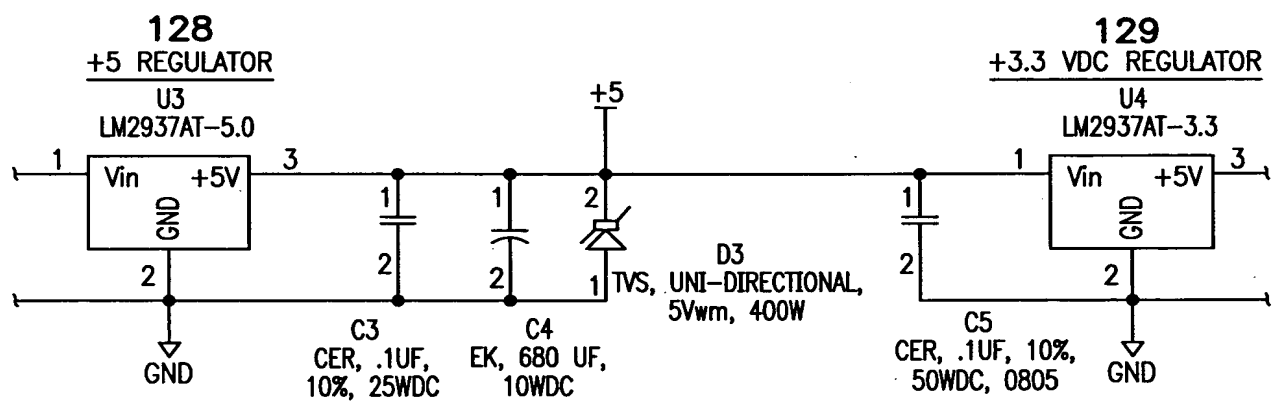 128
+5 REGULATOR
U3
LM2937AT-5.0
1
Vin
+5V
3
GND
2
GND
1
2
C3
CER, .1UF,
10%, 25WDC
1
2
C4
EK, 680 UF,
10WDC
+5
2
1
D3
TVS, UNI-DIRECTIONAL,
5Vwm, 400W
1
2
C5
CER, .1UF, 10%,
50WDC, 0805
129
+3.3 VDC REGULATOR
U4
LM2937AT-3.3
1
Vin
+5V
3
GND
2
GND